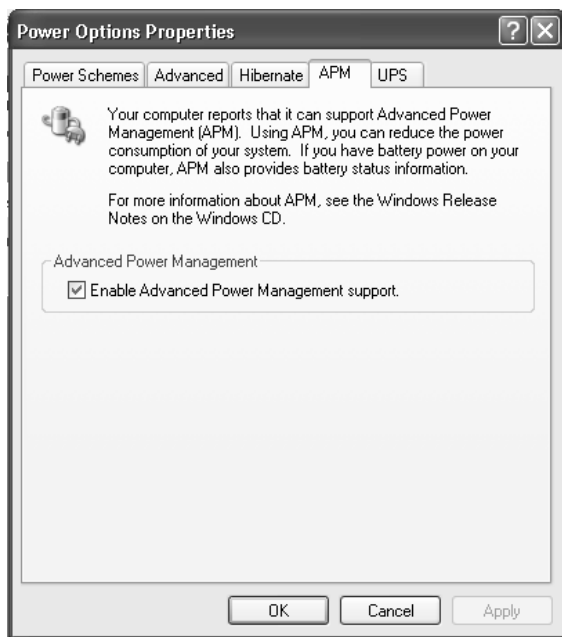 Power Options Properties
Power Schemes Advanced Hibernate APM UPS
Your computer reports that it can support Advanced Power
Management (APM). Using APM, you can reduce the power
consumption of your system. If you have battery power on your
computer, APM also provides battery status information.
For more information about APM, see the Windows Release
Notes on the Windows CD.
Advanced Power Management
Enable Advanced Power Management support.
OK Cancel Apply